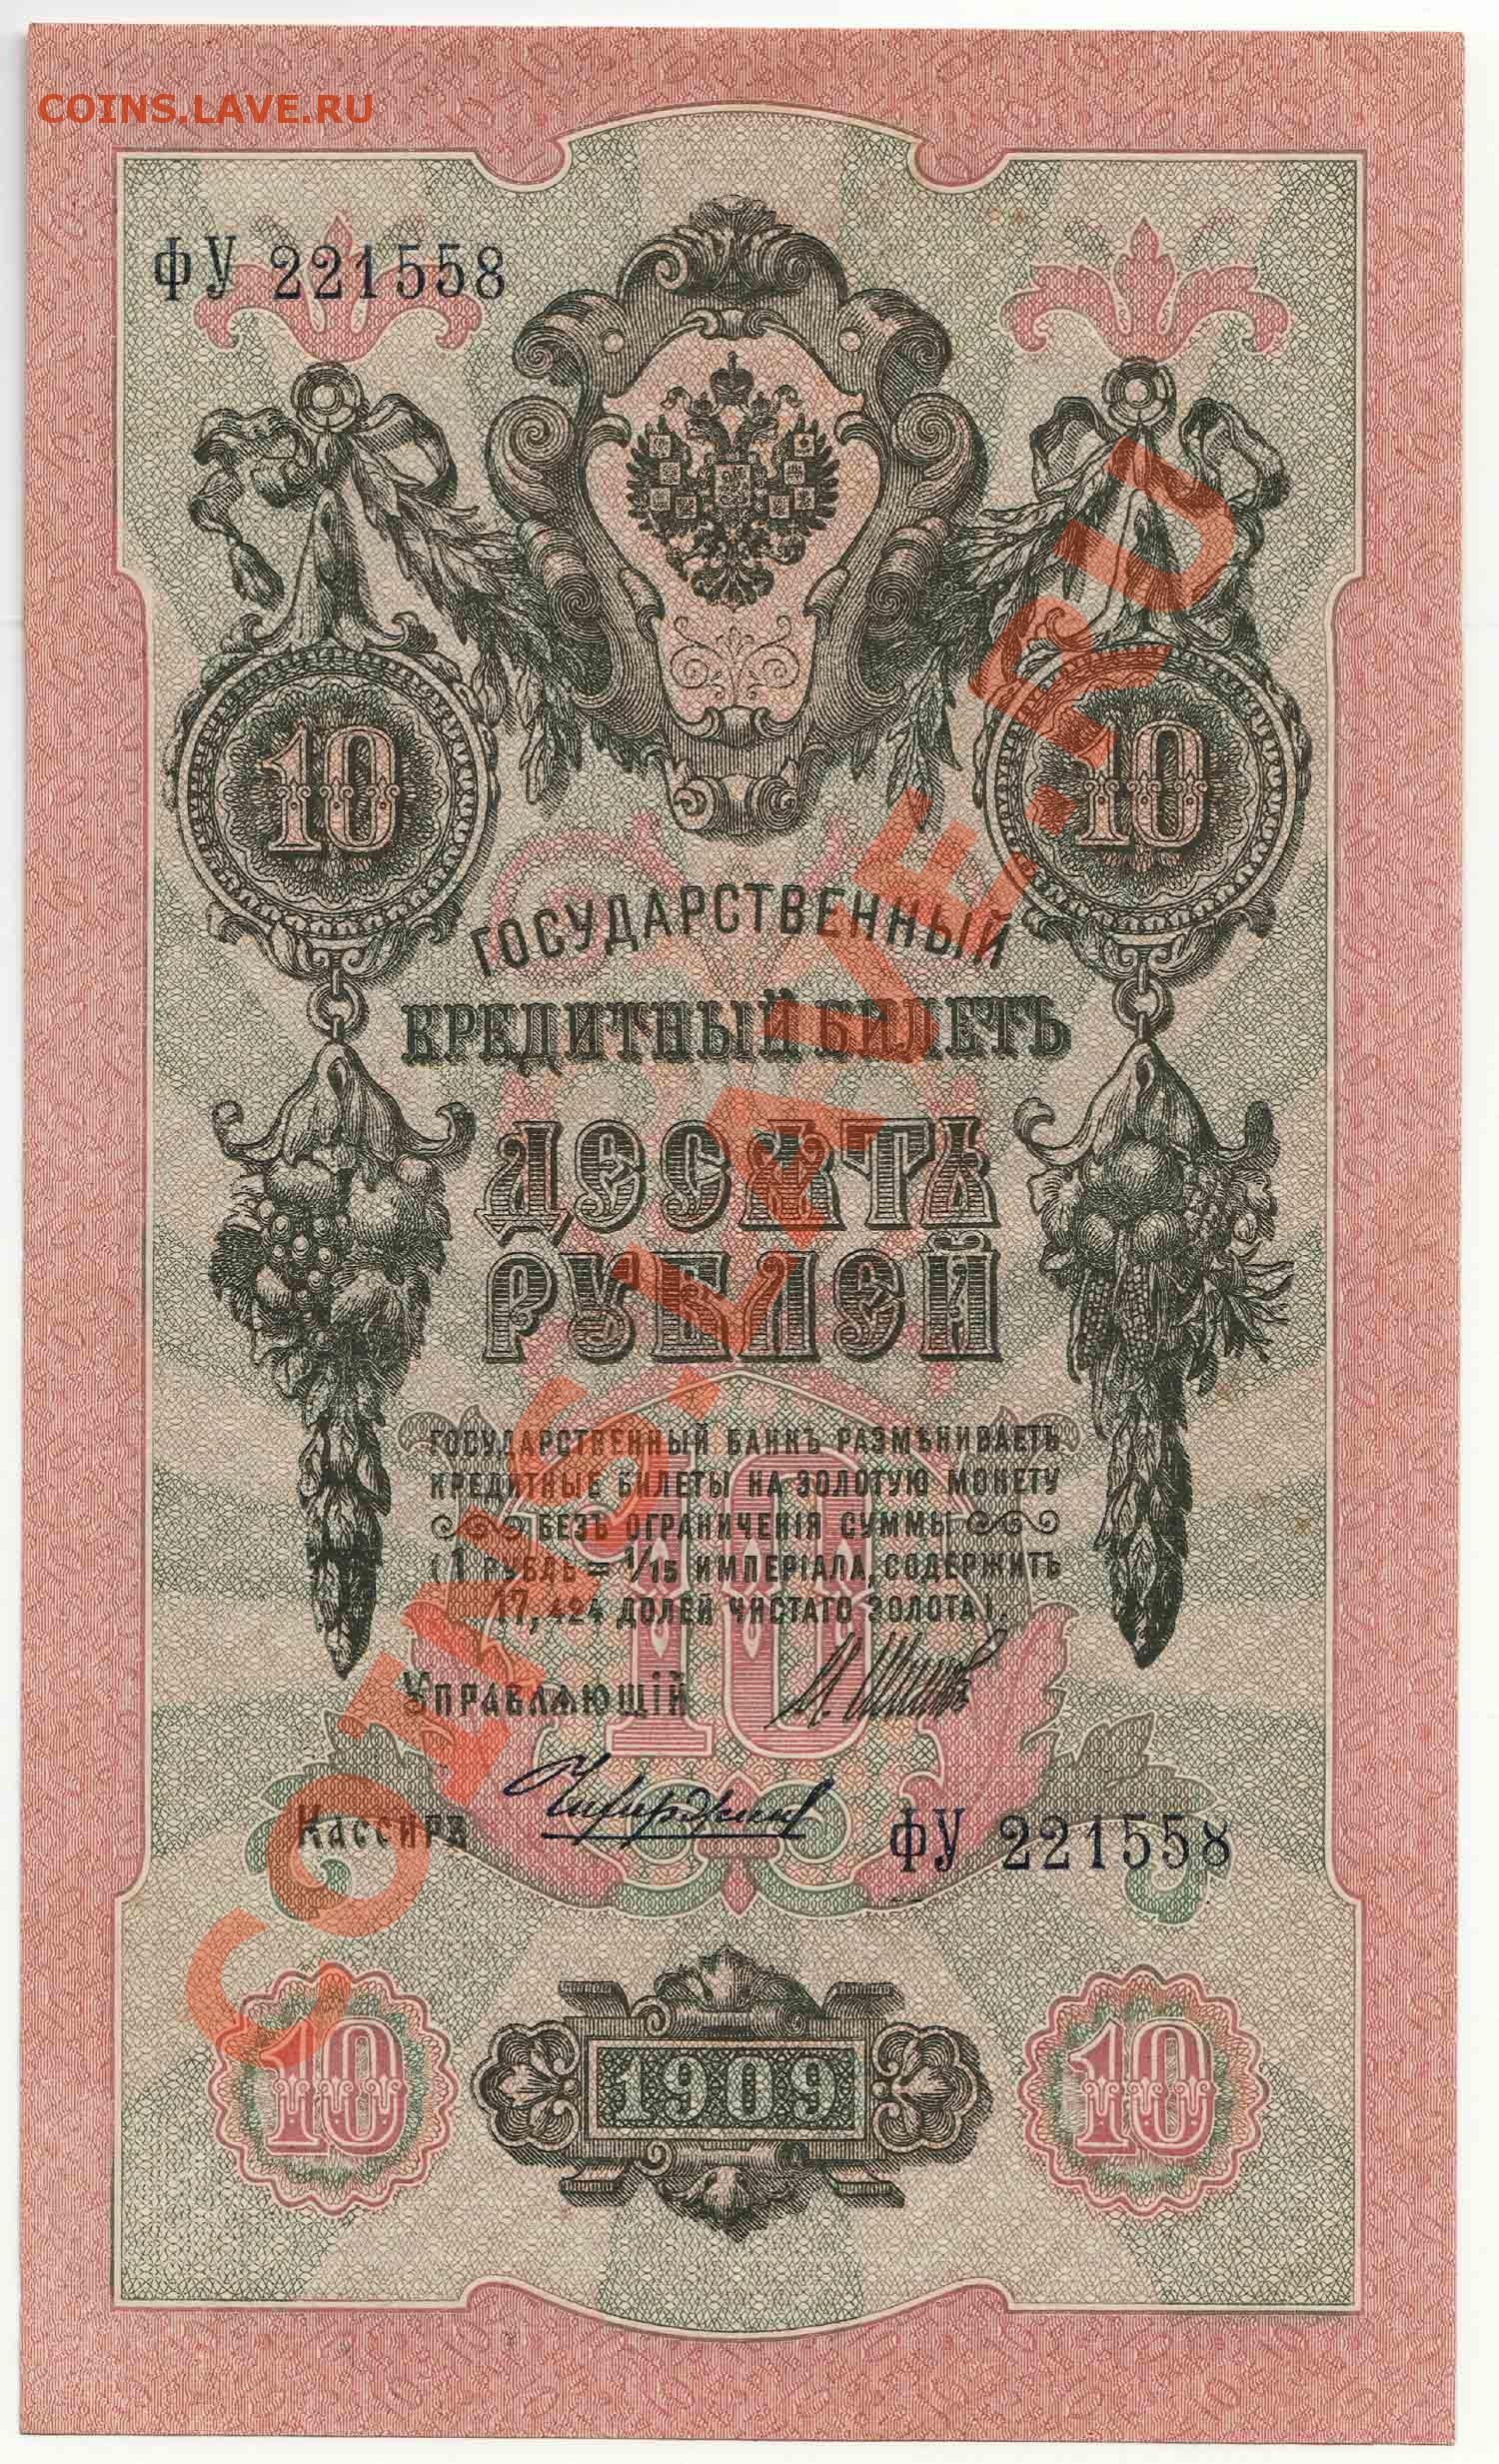 COINS.LAVE.RU
ФУ 221558
10 10
ГОСУДАРСТВЕННЫЙ
КРЕДИТНЫЙ БИЛЕТЪ
ДЕСЯТЬ
РУБЛЕЙ
ГОСУДАРСТВЕННЫЙ БАНКЪ РАЗМѢНИВАЕТЪ
КРЕДИТНЫЕ БИЛЕТЫ НА ЗОЛОТУЮ МОНЕТУ
БЕЗЪ ОГРАНИЧЕНІЯ СУММЫ
(1 РУБЛЬ = 1/15 ИМПЕРІАЛА, СОДЕРЖИТЪ
17,424 ДОЛЕЙ ЧИСТАГО ЗОЛОТА).
10
УПРАВЛЯЮЩІЙ И. Шиповъ
Кассиръ
ФУ 221558
10 1909 10
COINS.LAVE.RU